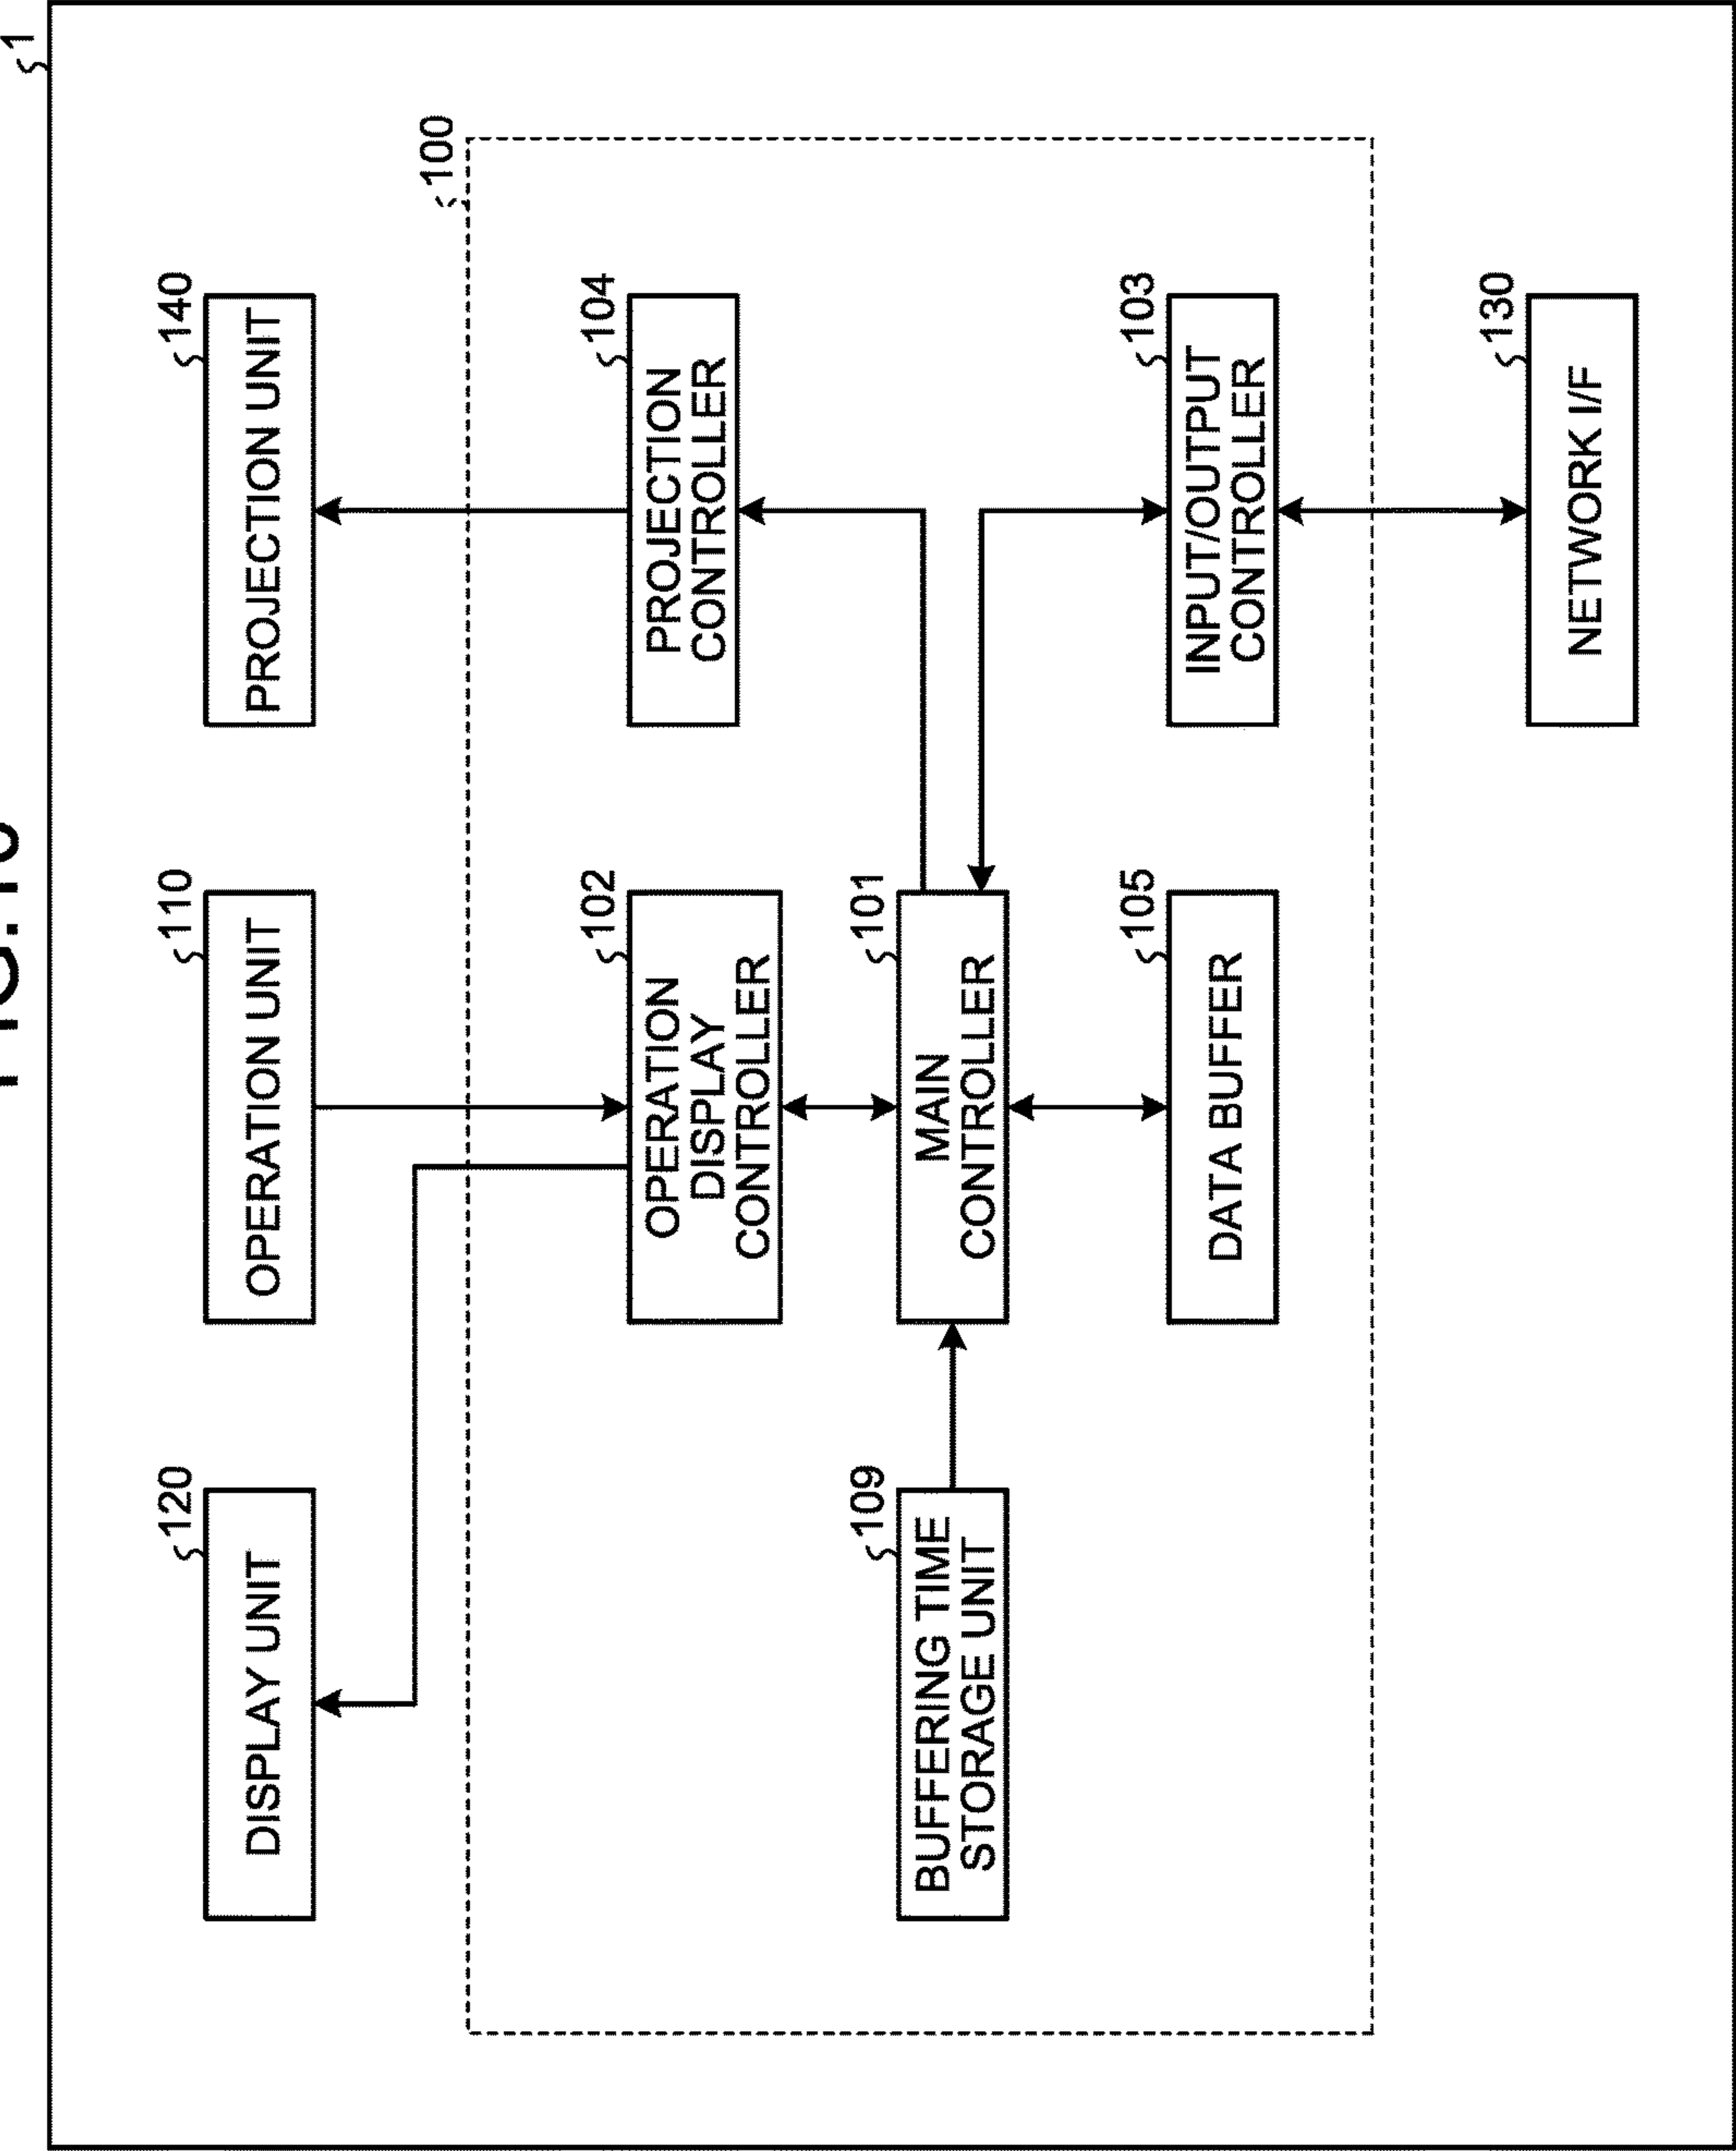 1
120
DISPLAY UNIT
110
OPERATION UNIT
140
PROJECTION UNIT
100
102
OPERATION
DISPLAY
CONTROLLER
104
PROJECTION
CONTROLLER
109
BUFFERING TIME
STORAGE UNIT
101
MAIN
CONTROLLER
105
DATA BUFFER
103
INPUT/OUTPUT
CONTROLLER
130
NETWORK I/F